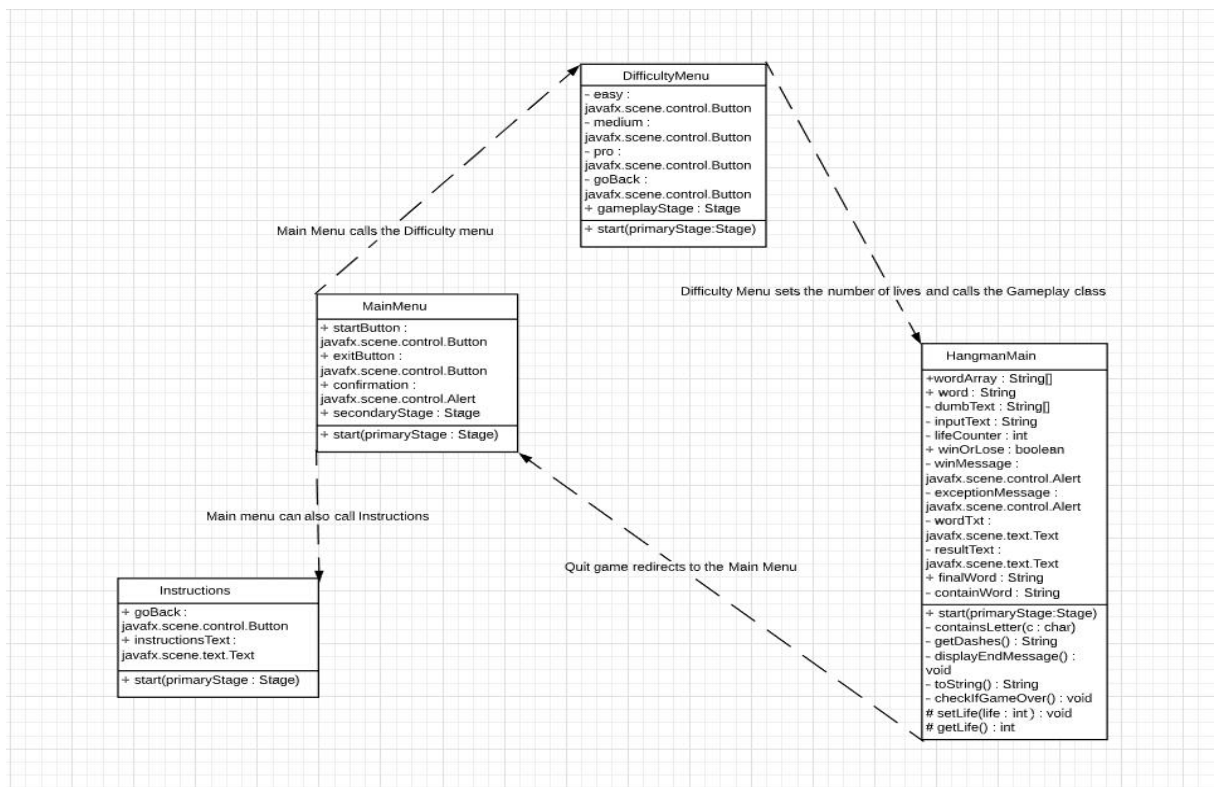 DifficultyMenu
- easy :
javafx.scene.control.Button
- medium :
javafx.scene.control.Button
- pro :
javafx.scene.control.Button
- goBack :
javafx.scene.control.Button
+ gameplayStage : Stage
+ start(primaryStage:Stage)
Main Menu calls the Difficulty menu
Difficulty Menu sets the number of lives and calls the Gameplay class
MainMenu
+ startButton :
javafx.scene.control.Button
+ exitButton :
javafx.scene.control.Button
+ confirmation :
javafx.scene.control.Alert
+ secondaryStage : Stage
+ start(primaryStage : Stage)
HangmanMain
+wordArray : String[]
+ word : String
- dumbText : String[]
- inputText : String
- lifeCounter : int
+ winOrLose : boolean
- winMessage :
javafx.scene.control.Alert
- exceptionMessage :
javafx.scene.control.Alert
- wordTxt :
javafx.scene.text.Text
- resultText :
javafx.scene.text.Text
+ finalWord : String
- containWord : String
+ start(primaryStage:Stage)
- containsLetter(c : char)
- getDashes() : String
- displayEndMessage() :
void
- toString() : String
- checkIfGameOver() : void
# setLife(life : int ) : void
# getLife() : int
Main menu can also call Instructions
Quit game redirects to the Main Menu
Instructions
+ goBack :
javafx.scene.control.Button
+ instructionsText :
javafx.scene.text.Text
+ start(primaryStage : Stage)